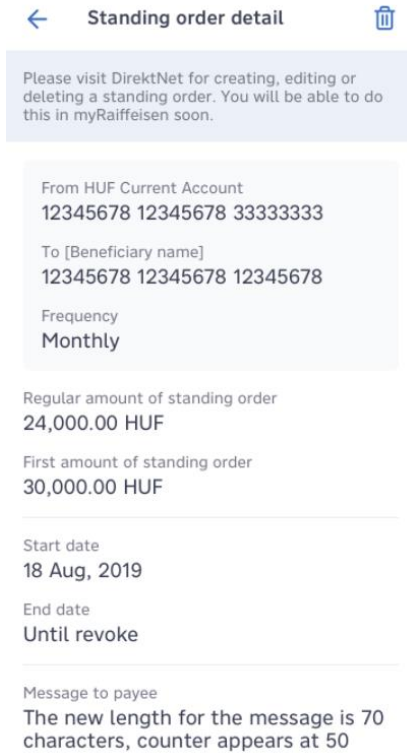 Standing order detail
Please visit DirektNet for creating, editing or
deleting a standing order. You will be able to do
this in myRaiffeisen soon.
From HUF Current Account
12345678 12345678 33333333
To [Beneficiary name]
12345678 12345678 12345678
Frequency
Monthly
Regular amount of standing order
24,000.00 HUF
First amount of standing order
30,000.00 HUF
Start date
18 Aug, 2019
End date
Until revoke
Message to payee
The new length for the message is 70
characters, counter appears at 50